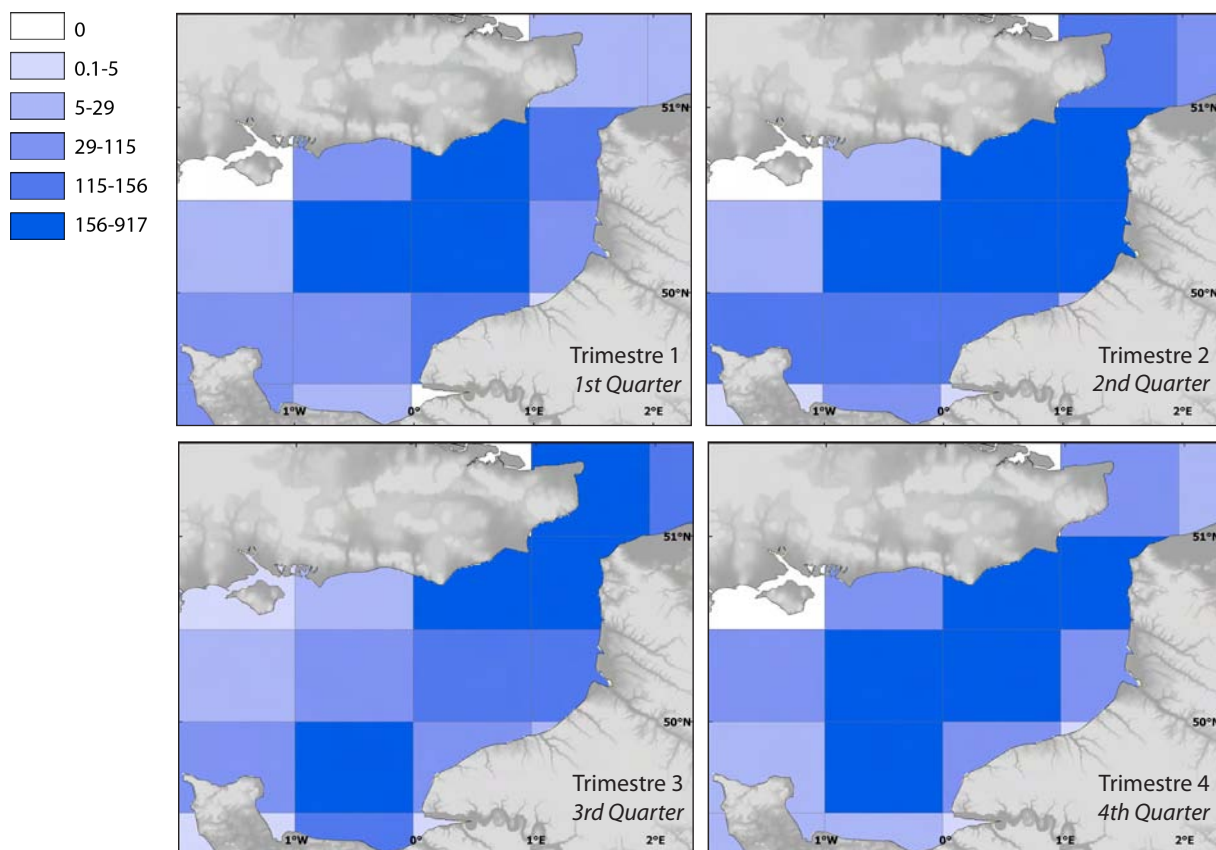 0
0.1-5
5-29
29-115
115-156
156-917
51°N
50°N
Trimestre 1
1st Quarter
1°W
0°
1°E
2°E
51°N
50°N
Trimestre 2
2nd Quarter
1°W
0°
1°E
2°E
51°N
50°N
Trimestre 3
3rd Quarter
1°W
0°
1°E
2°E
51°N
50°N
Trimestre 4
4th Quarter
1°W
0°
1°E
2°E